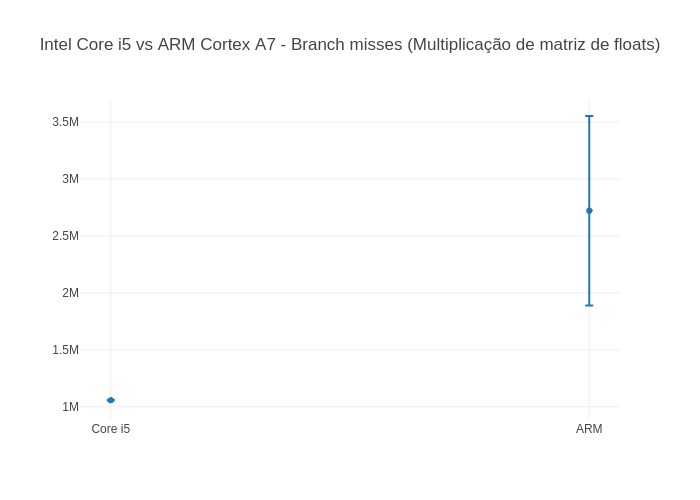 Intel Core i5 vs ARM Cortex A7 - Branch misses (Multiplicação de matriz de floats)
3.5M
3M
2.5M
2M
1.5M
1M
Core i5
ARM